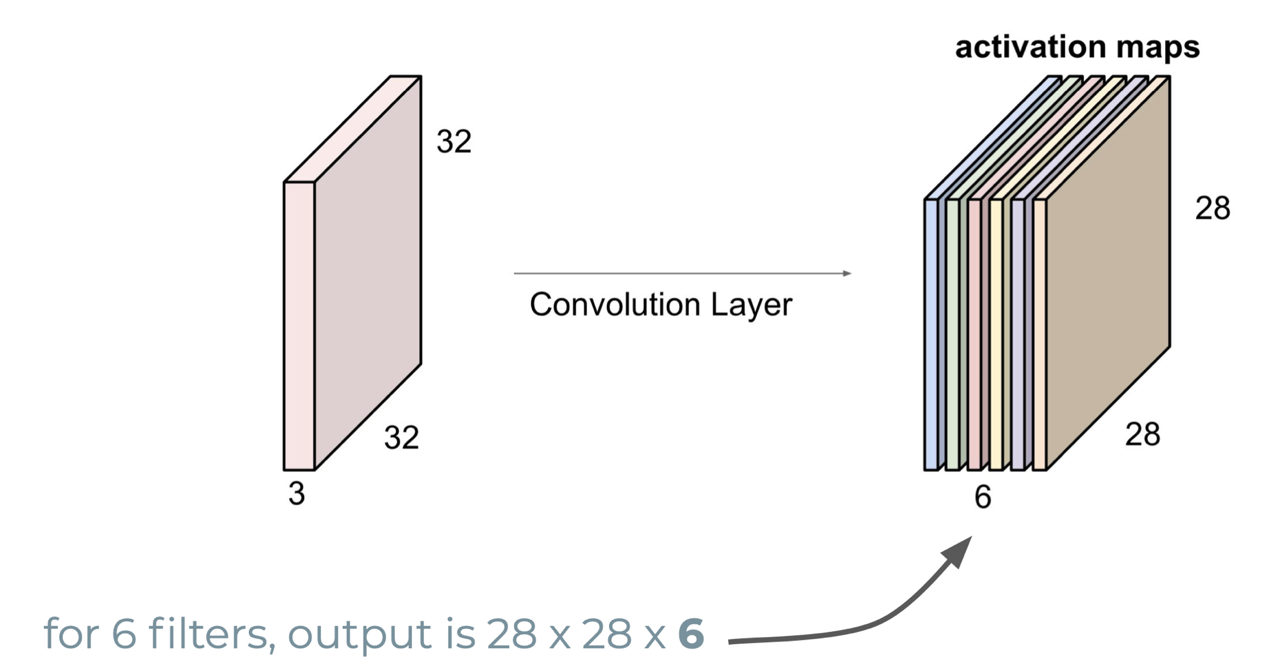 activation maps
32
32
3
Convolution Layer
28
28
6
for 6 filters, output is 28 x 28 x 6